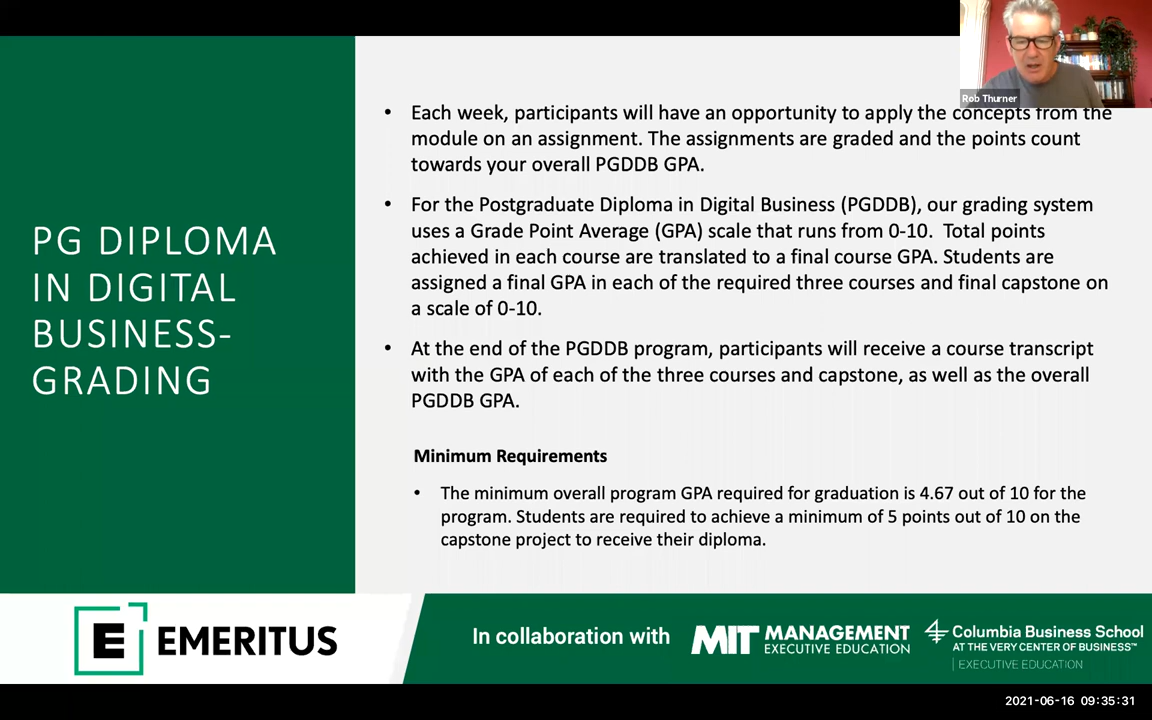 Rob Thurner
PG DIPLOMA
IN DIGITAL
BUSINESS-
GRADING
• Each week, participants will have an opportunity to apply the concepts from the
module on an assignment. The assignments are graded and the points count
towards your overall PGDDB GPA.
• For the Postgraduate Diploma in Digital Business (PGDDB), our grading system
uses a Grade Point Average (GPA) scale that runs from 0-10. Total points
achieved in each course are translated to a final course GPA. Students are
assigned a final GPA in each of the required three courses and final capstone on
a scale of 0-10.
• At the end of the PGDDB program, participants will receive a course transcript
with the GPA of each of the three courses and capstone, as well as the overall
PGDDB GPA.
Minimum Requirements
• The minimum overall program GPA required for graduation is 4.67 out of 10 for the
program. Students are required to achieve a minimum of 5 points out of 10 on the
capstone project to receive their diploma.
E EMERITUS
In collaboration with
MIT MANAGEMENT
EXECUTIVE EDUCATION
Columbia Business School
AT THE VERY CENTER OF BUSINESS™
EXECUTIVE EDUCATION
2021-06-16 09:35:31